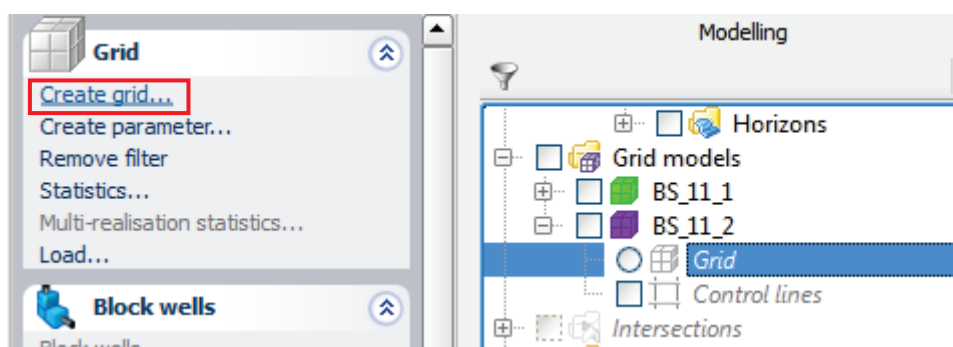 Grid
Create grid...
Create parameter...
Remove filter
Statistics...
Multi-realisation statistics...
Load...
Block wells
Modelling
Horizons
Grid models
BS_11_1
BS_11_2
Grid
Control lines
Intersections